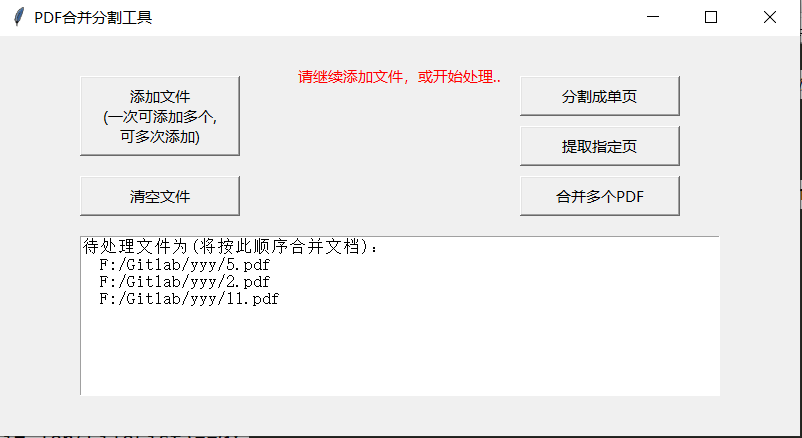 PDF合并分割工具
请继续添加文件，或开始处理..
添加文件
(一次可添加多个,
可多次添加)
清空文件
分割成单页
提取指定页
合并多个PDF
待处理文件为(将按此顺序合并文档):
F:/Gitlab/yyy/5.pdf
F:/Gitlab/yyy/2.pdf
F:/Gitlab/yyy/11.pdf